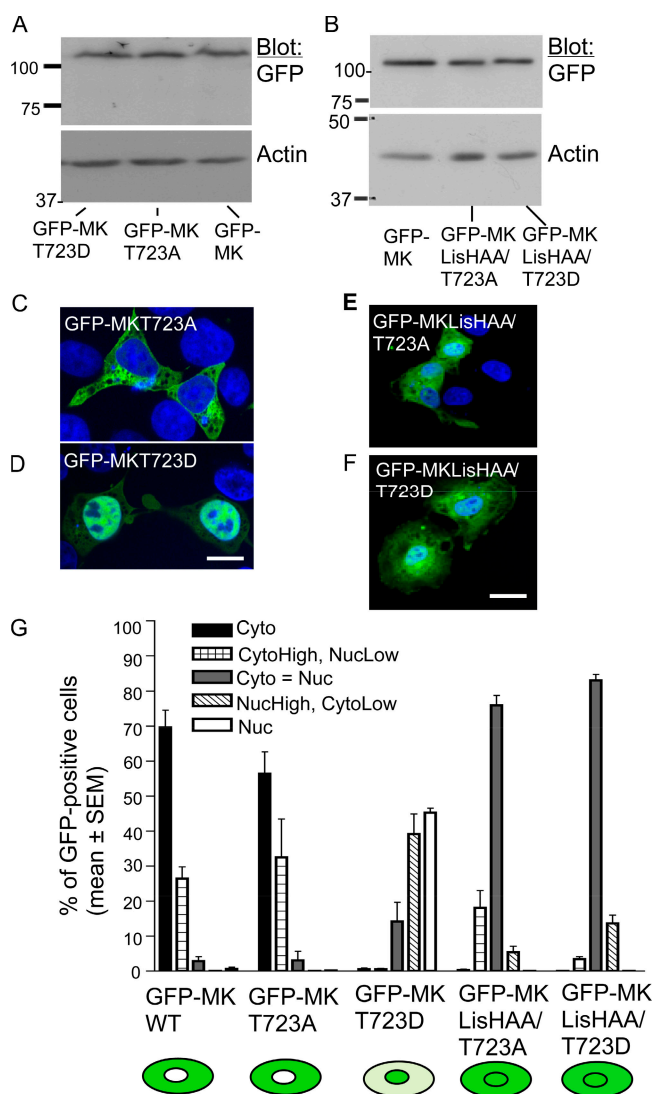 A
100
75
37
Blot:
GFP
Actin
GFP-MK
T723D
GFP-MK
T723A
GFP-
MK
B
100
75
50
37
Blot:
GFP
Actin
GFP-
MK
GFP-MK
LisHAA/
T723A
GFP-MK
LisHAA/
T723D
C
GFP-MKT723A
D
GFP-MKT723D
E
GFP-MKLisHAA/
T723A
F
GFP-MKLisHAA/
T723D
G
% of GFP-positive cells
(mean ± SEM)
100
90
80
70
60
50
40
30
20
10
0
Cyto
CytoHigh, NucLow
Cyto = Nuc
NucHigh, CytoLow
Nuc
GFP-MK
WT
GFP-MK
T723A
GFP-MK
T723D
GFP-MK
LisHAA/
T723A
GFP-MK
LisHAA/
T723D